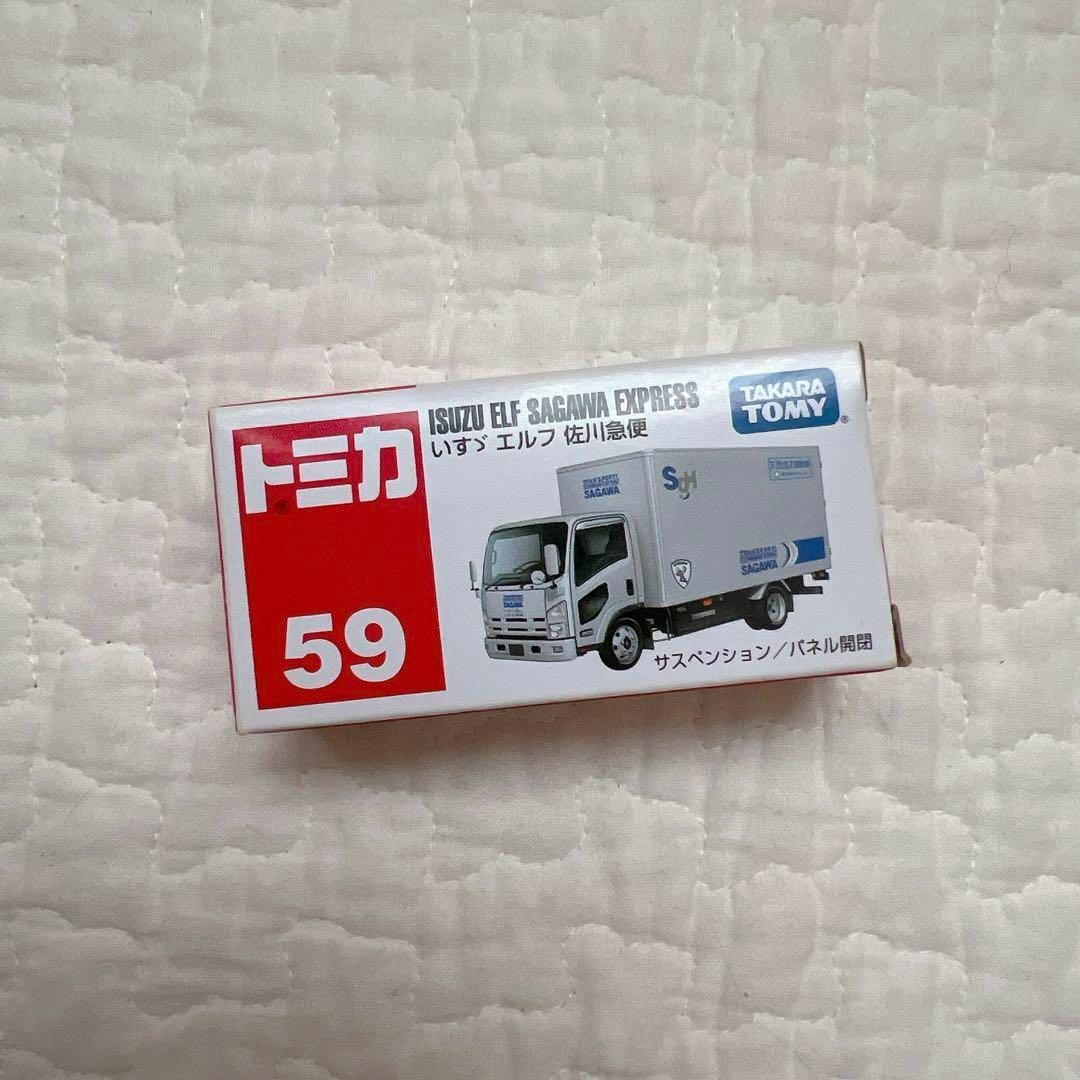 トミカ
®
59
ISUZU ELF SAGAWA EXPRESS
いすゞ エルフ 佐川急便
TAKARA
TOMY
®
SAGAWA
SgH
SAGAWA
SAGAWA
サスペンション/パネル開閉